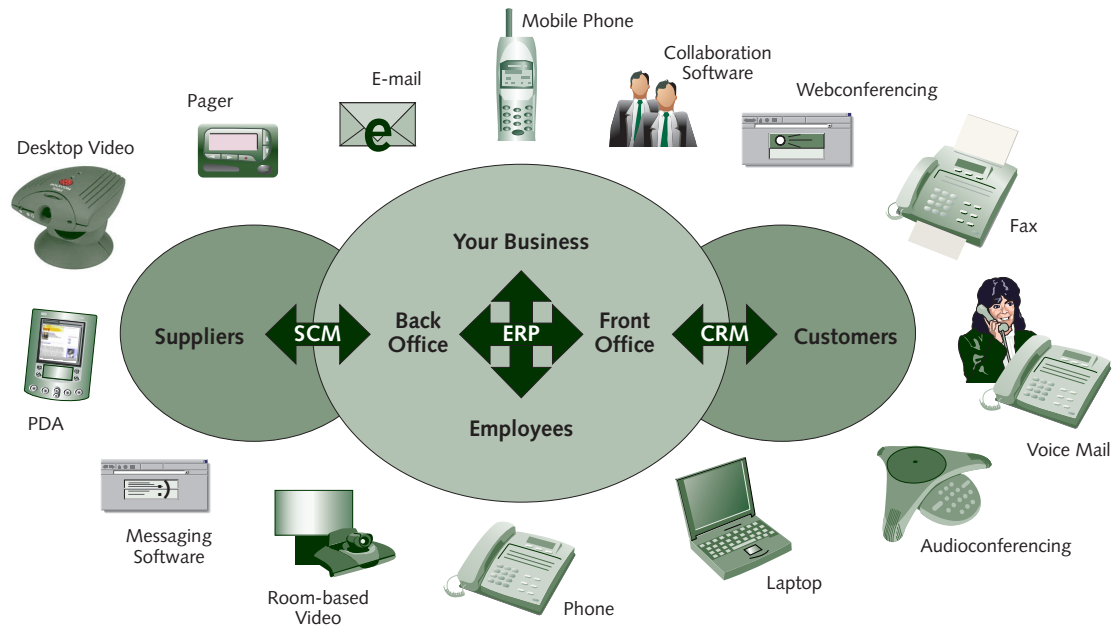 Mobile Phone
Collaboration
Software
E-mail
Webconferencing
Pager
Desktop Video
Fax
Your Business
Suppliers
SCM
Back
Office
ERP
Front
Office
CRM
Customers
Employees
PDA
Voice Mail
Messaging
Software
Audioconferencing
Room-based
Video
Phone
Laptop
e